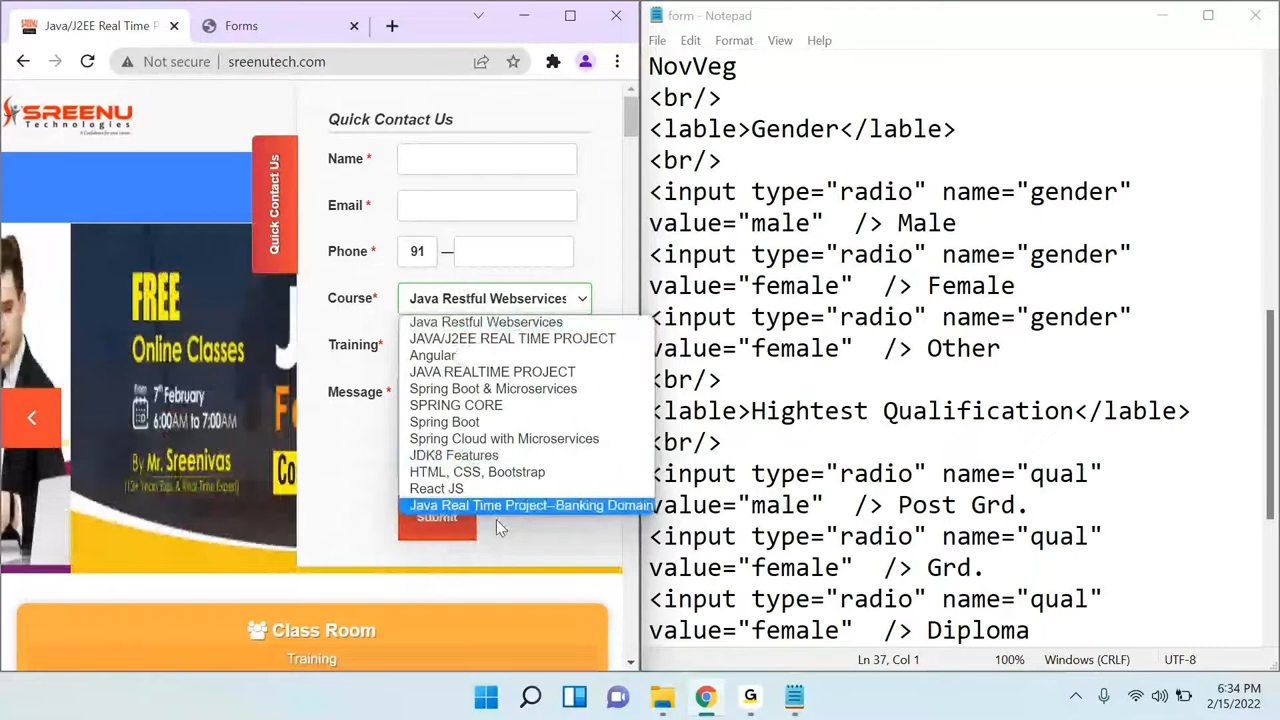 Java/J2EE Real Time P
Forms
Not secure
sreenutech.com
SREENU
Technologies
Quick Contact Us
Quick Contact Us
Name *
Email *
Phone *
91
Course*
Java Restful Webservices
Java Restful Webservices
JAVA/J2EE REAL TIME PROJECT
Angular
JAVA REALTIME PROJECT
Spring Boot & Microservices
SPRING CORE
Spring Boot
Spring Cloud with Microservices
JDK8 Features
HTML, CSS, Bootstrap
React JS
Java Real Time Project–Banking Domain
Training*
Message *
Submit
FREE
Online Classes
from
7th February
6:00AM to 7:00AM
By Mr. Sreenivas
Class Room
Training
form - Notepad
File Edit Format View Help
NovVeg
<br/>
<lable>Gender</lable>
<br/>
<input type="radio" name="gender"
value="male"  /> Male
<input type="radio" name="gender"
value="female"  /> Female
<input type="radio" name="gender"
value="female"  /> Other
<br/>
<lable>Hightest Qualification</lable>
<br/>
<input type="radio" name="qual"
value="male"  /> Post Grd.
<input type="radio" name="qual"
value="female"  /> Grd.
<input type="radio" name="qual"
value="female"  /> Diploma
Ln 37, Col 1
100%
Windows (CRLF)
UTF-8
G
6:34 PM
2/15/2022